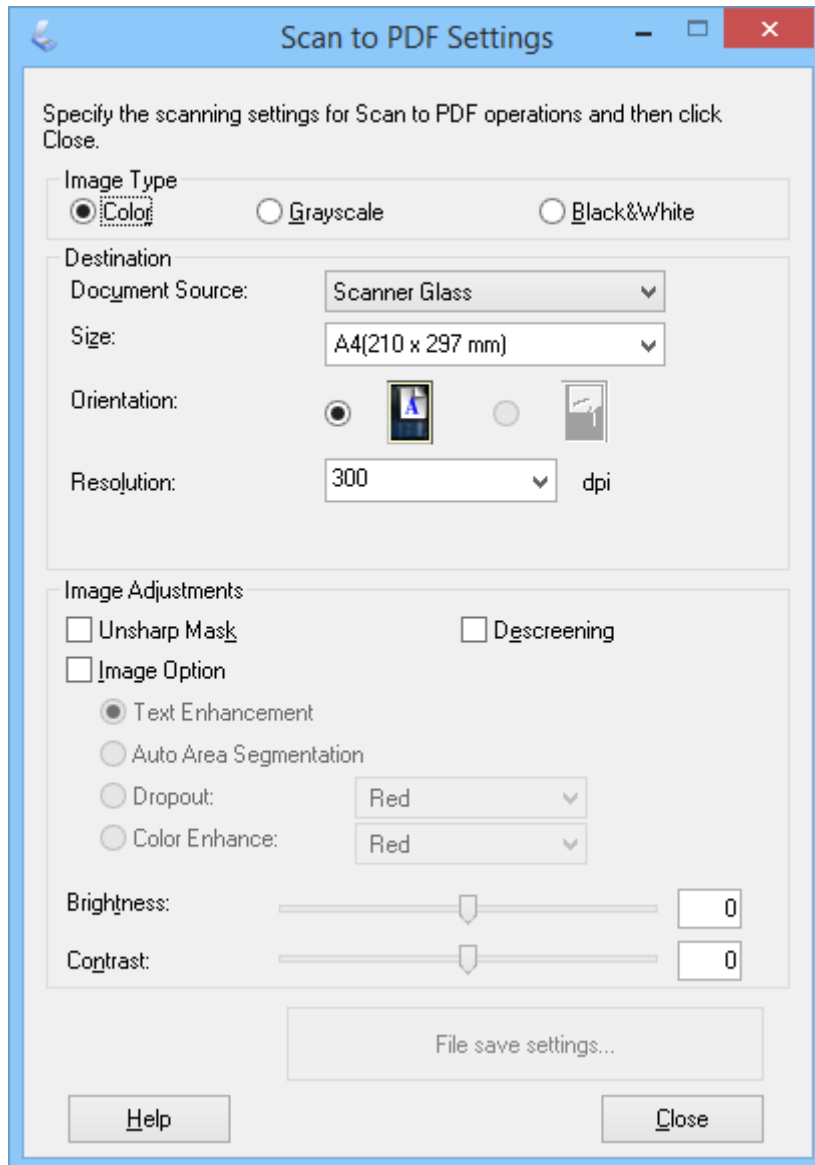 Scan to PDF Settings
Specify the scanning settings for Scan to PDF operations and then click
Close.
Image Type
Color Grayscale Black&White
Destination
Document Source: Scanner Glass
Size: A4(210 x 297 mm)
Orientation: A
Resolution: 300 dpi
Image Adjustments
Unsharp Mask Descreening
Image Option
Text Enhancement
Auto Area Segmentation
Dropout: Red
Color Enhance: Red
Brightness: 0
Contrast: 0
File save settings...
Help Close